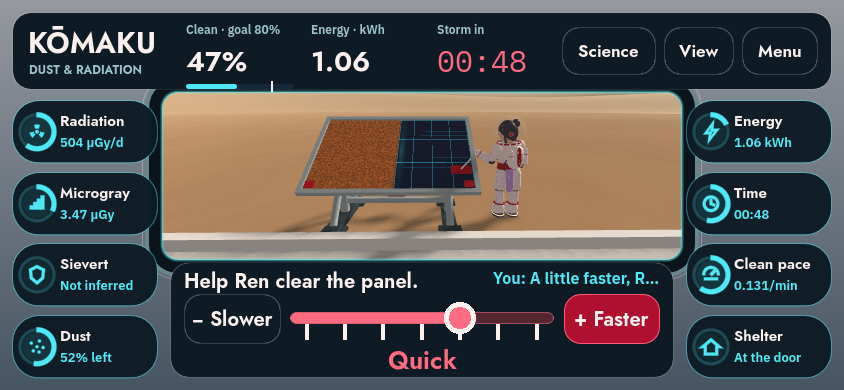 KŌMAKU
DUST & RADIATION
Clean · goal 80%
47%
Energy · kWh
1.06
Storm in
00:48
Science
View
Menu
Radiation
504 µGy/d
Microgray
3.47 µGy
Sievert
Not inferred
Dust
52% left
Energy
1.06 kWh
Time
00:48
Clean pace
0.131/min
Shelter
At the door
Help Ren clear the panel.
You: A little faster, R...
– Slower
+ Faster
Quick